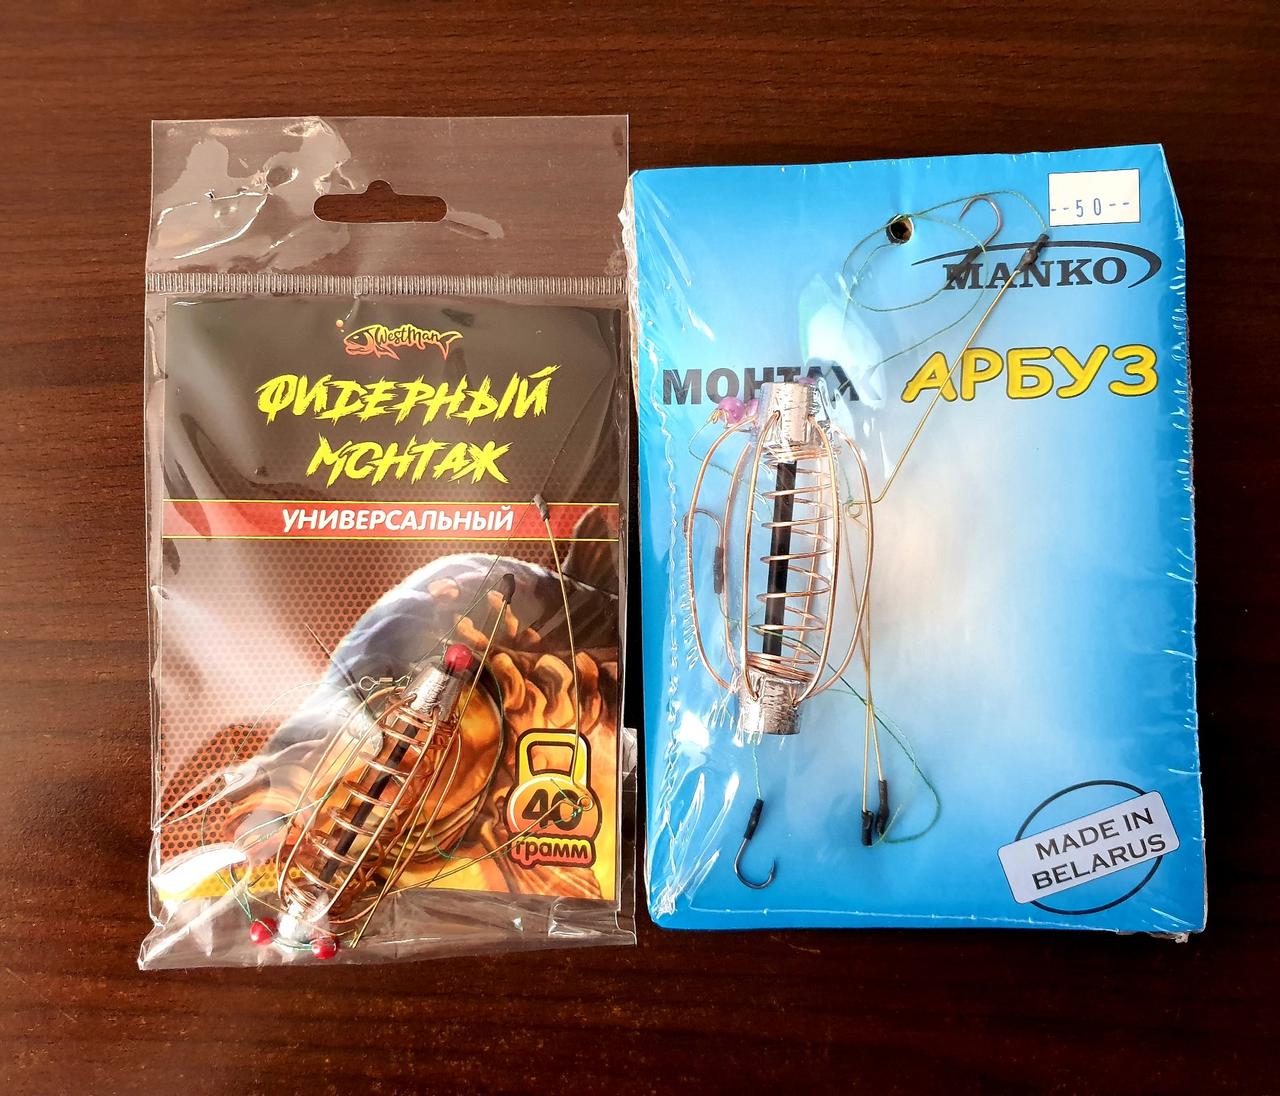 WestMan
ФИДЕРНЫЙ
МОНТАЖ
УНИВЕРСАЛЬНЫЙ
40
грамм
--50--
MANKO
МОНТАЖ АРБУЗ
MADE IN
BELARUS